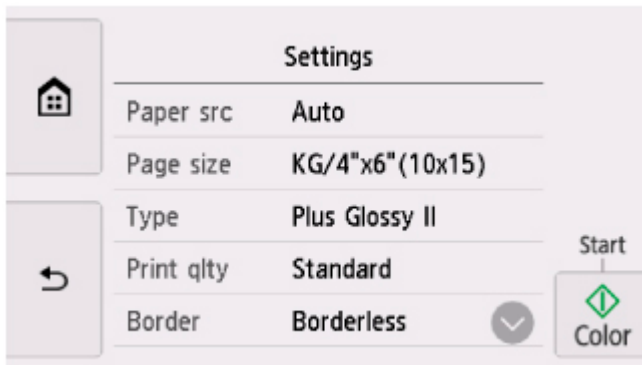 Settings
Paper src Auto
Page size KG/4"x6"(10x15)
Type Plus Glossy II
Print qlty Standard
Border Borderless
Start
Color